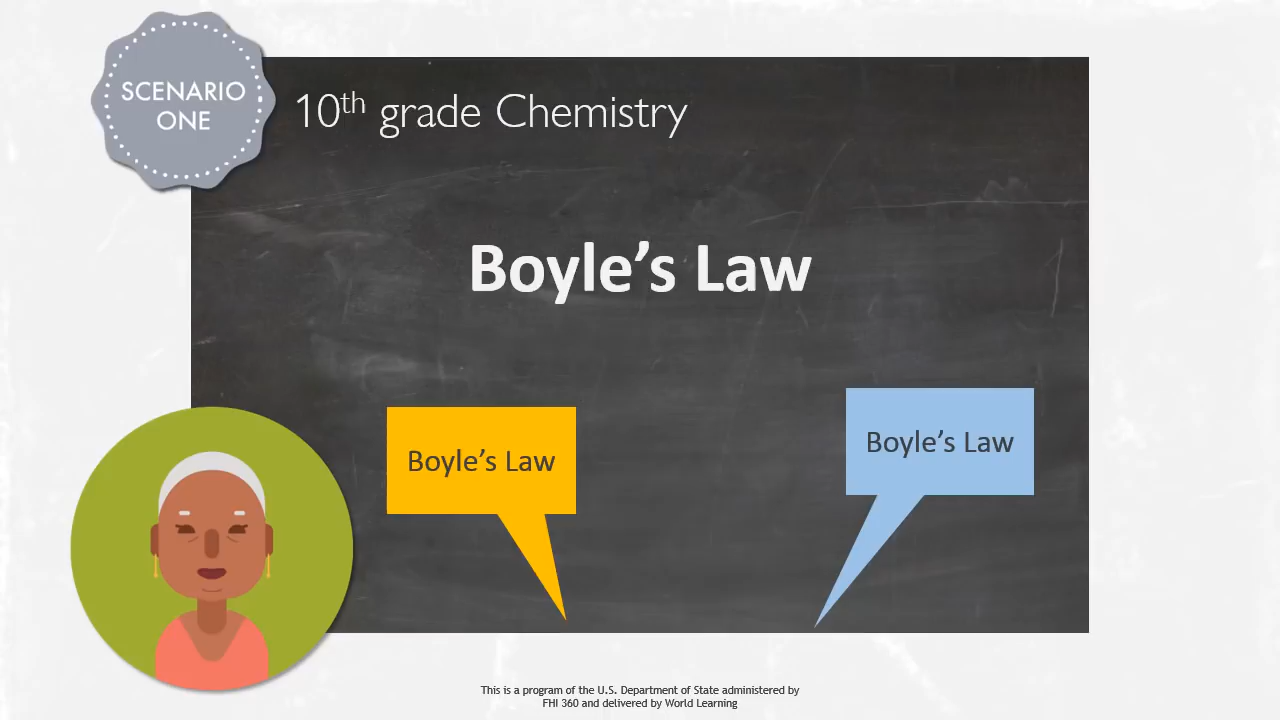 SCENARIO
ONE
10th grade Chemistry
Boyle’s Law
Boyle’s Law
Boyle’s Law
This is a program of the U.S. Department of State administered by
FHI 360 and delivered by World Learning